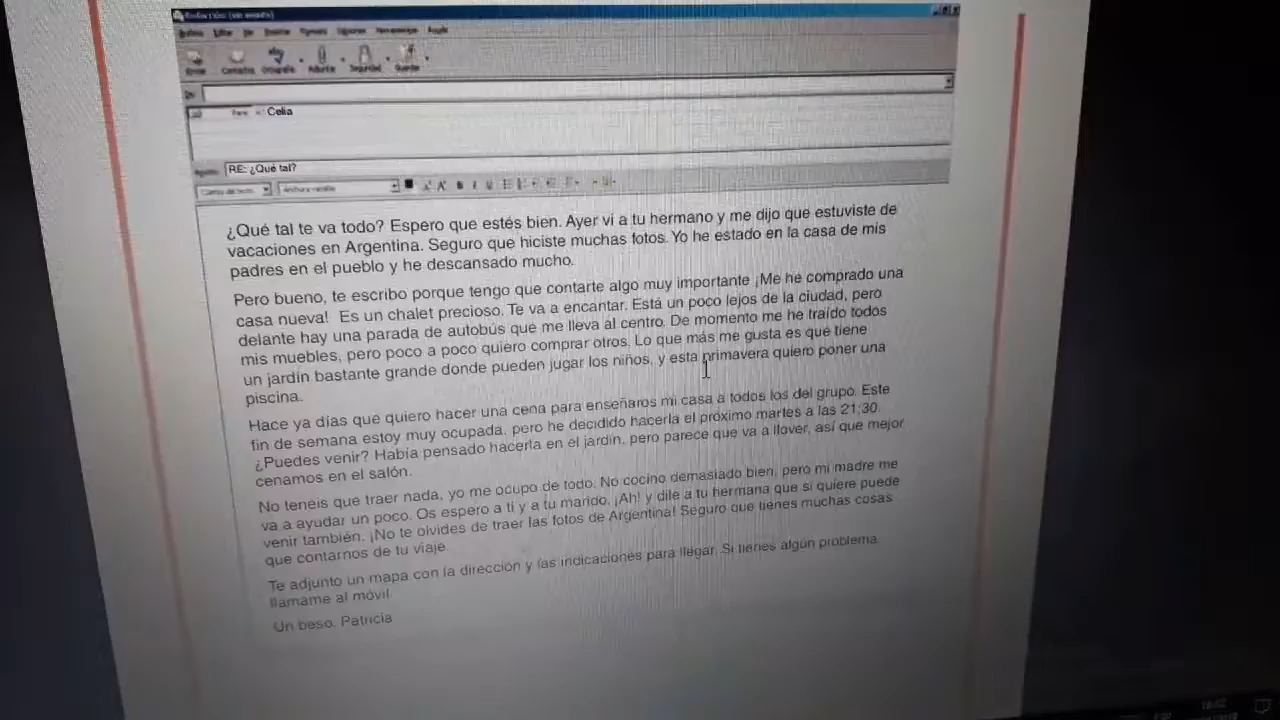 Celia
RE: ¿Qué tal?
¿Qué tal te va todo? Espero que estés bien. Ayer vi a tu hermano y me dijo que estuviste de
vacaciones en Argentina. Seguro que hiciste muchas fotos. Yo he estado en la casa de mis
padres en el pueblo y he descansado mucho.
Pero bueno, te escribo porque tengo que contarte algo muy importante ¡Me he comprado una
casa nueva! Es un chalet precioso. Te va a encantar. Está un poco lejos de la ciudad, pero
delante hay una parada de autobús que me lleva al centro. De momento me he traído todos
mis muebles, pero poco a poco quiero comprar otros. Lo que más me gusta es que tiene
un jardín bastante grande donde pueden jugar los niños, y esta primavera quiero poner una
piscina.
Hace ya días que quiero hacer una cena para enseñaros mi casa a todos los del grupo. Este
fin de semana estoy muy ocupada, pero he decidido hacerla el próximo martes a las 21:30.
¿Puedes venir? Había pensado hacerla en el jardín, pero parece que va a llover, así que mejor
cenamos en el salón.
No tenéis que traer nada, yo me ocupo de todo. No cocino demasiado bien, pero mi madre me
va a ayudar un poco. Os espero a ti y a tu marido. ¡Ah! y dile a tu hermana que si quiere puede
venir también. ¡No te olvides de traer las fotos de Argentina! Seguro que tienes muchas cosas
que contarnos de tu viaje.
Te adjunto un mapa con la dirección y las indicaciones para llegar. Si tienes algún problema,
llámame al móvil.
Un beso, Patricia